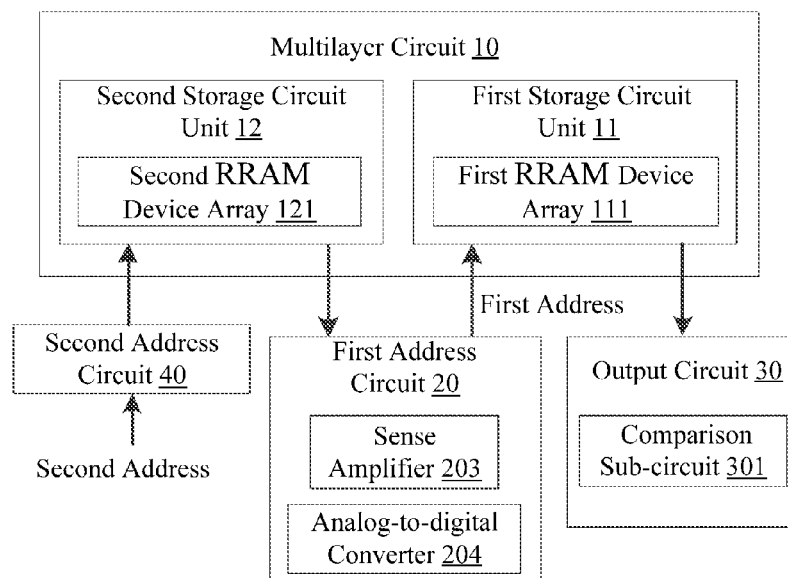 Multilayer Circuit 10
Second Storage Circuit
Unit 12
Second RRAM
Device Array 121
First Storage Circuit
Unit 11
First RRAM Device
Array 111
First Address
Second Address
Circuit 40
Second Address
First Address
Circuit 20
Sense
Amplifier 203
Analog-to-digital
Converter 204
Output Circuit 30
Comparison
Sub-circuit 301